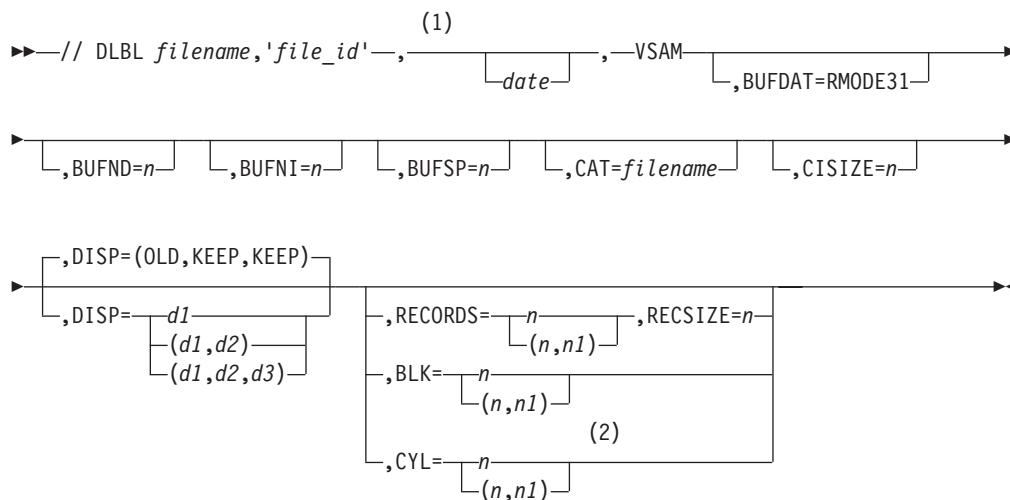 (1)
// DLBL filename,'file_id' , , VSAM
date ,BUFDAT=RMODE31
,BUFND=n ,BUFNI=n ,BUFSP=n ,CAT=filename ,CISIZE=n
,DISP=(OLD,KEEP,KEEP)
,DISP= d1 ,RECORDS= n ,RECSIZE=n
(d1,d2) (n,n1)
(d1,d2,d3) ,BLK= n
(n,n1)
(2)
,CYL= n
(n,n1)